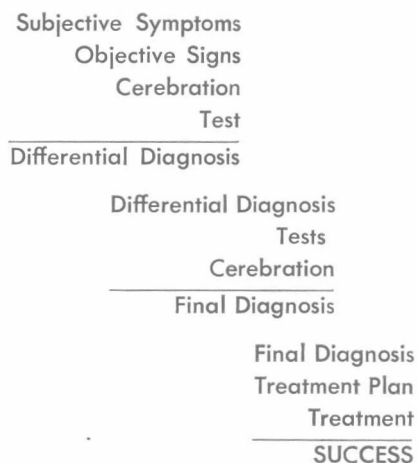 Subjective Symptoms
Objective Signs
Cerebration
Test
Differential Diagnosis
Differential Diagnosis
Tests
Cerebration
Final Diagnosis
Final Diagnosis
Treatment Plan
Treatment
SUCCESS